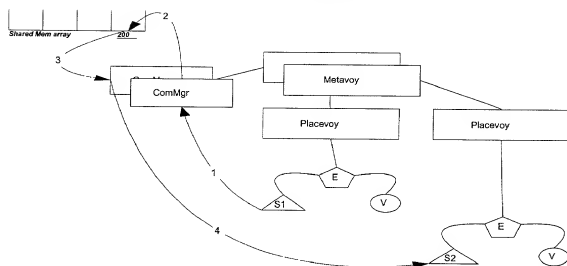 2
Shared Mem array 200
3
ComMgr
Metavoy
Placevoy
Placevoy
1
E
S1
V
4
E
S2
V